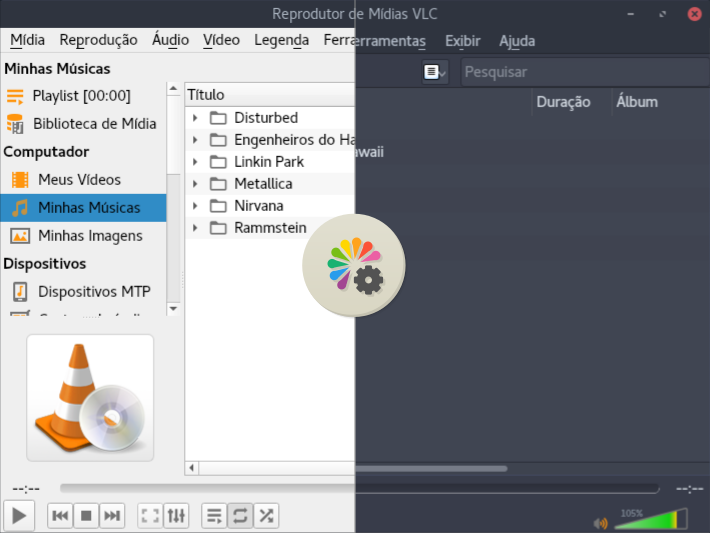 Reprodutor de Mídias VLC
Mídia Reprodução Áudio Vídeo Legenda Ferramentas Exibir Ajuda
Minhas Músicas
Pesquisar
Playlist [00:00]
Biblioteca de Mídia
Computador
Meus Vídeos
Minhas Músicas
Minhas Imagens
Dispositivos
Dispositivos MTP
Título Duração Álbum
Disturbed
Engenheiros do Hawaii
Linkin Park
Metallica
Nirvana
Rammstein
--:-- --:--
105%